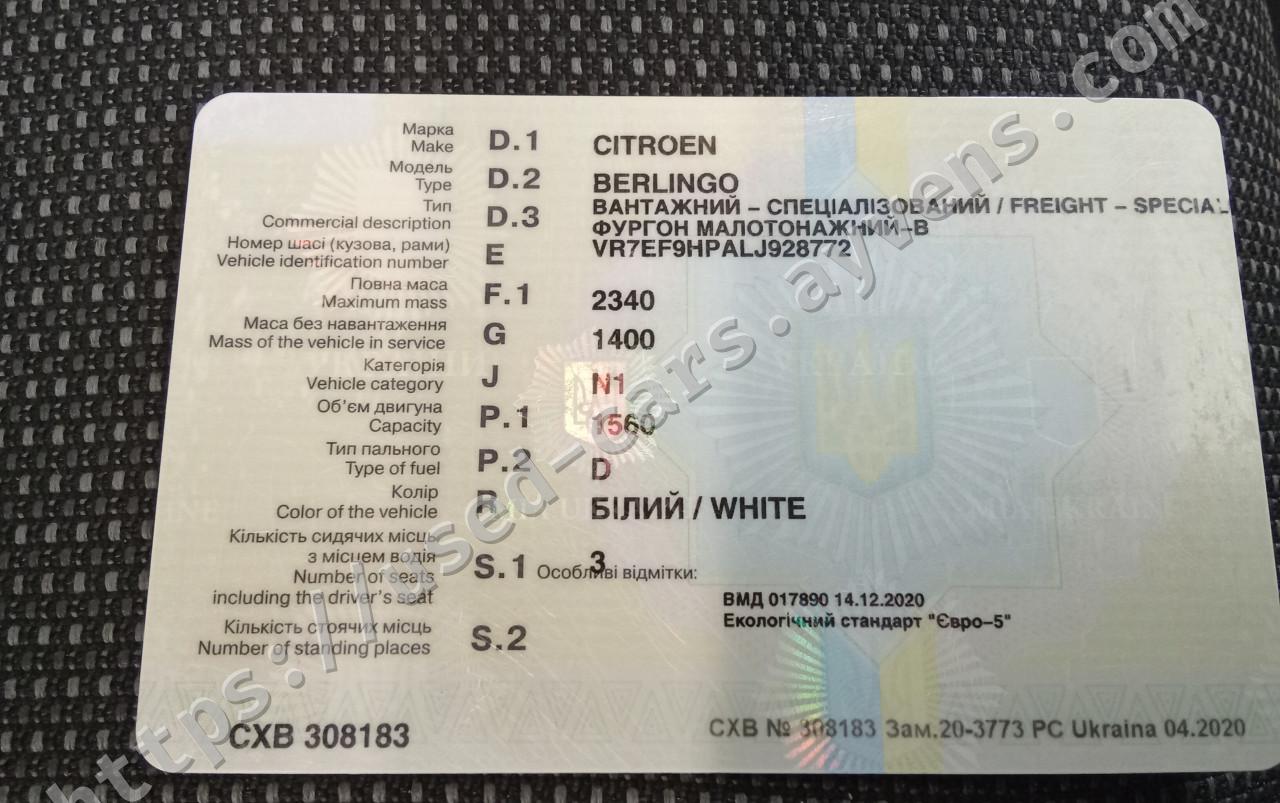 Марка
Make D.1 CITROEN
Модель
Type D.2 BERLINGO
Тип
Commercial description D.3 ВАНТАЖНИЙ – СПЕЦІАЛІЗОВАНИЙ / FREIGHT – SPECIAL
ФУРГОН МАЛОТОНАЖНИЙ–В
Номер шасі (кузова, рами)
Vehicle identification number E VR7EF9HPALJ928772
Повна маса
Maximum mass F.1 2340
Маса без навантаження
Mass of the vehicle in service G 1400
Категорія
Vehicle category J N1
Об'єм двигуна
Capacity P.1 1560
Тип пального
Type of fuel P.2 D
Колір
Color of the vehicle R БІЛИЙ / WHITE
Кількість сидячих місць
з місцем водія
Number of seats
including the driver's seat S.1 3
Особливі відмітки:
ВМД 017890 14.12.2020
Екологічний стандарт "Євро–5"
Кількість стоячих місць
Number of standing places S.2
СХВ 308183
СХВ № 308183 Зам.20-3773 РС Ukraina 04.2020
https://used-cars.ayvens.com